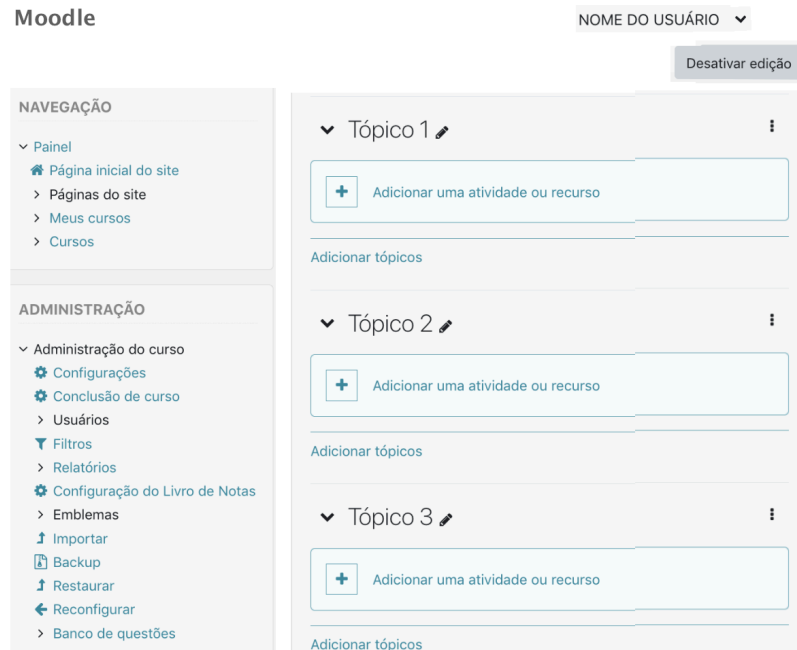 Moodle
NOME DO USUÁRIO
Desativar edição
NAVEGAÇÃO
Painel
Página inicial do site
Páginas do site
Meus cursos
Cursos
ADMINISTRAÇÃO
Administração do curso
Configurações
Conclusão de curso
Usuários
Filtros
Relatórios
Configuração do Livro de Notas
Emblemas
Importar
Backup
Restaurar
Reconfigurar
Banco de questões
Tópico 1
Adicionar uma atividade ou recurso
Adicionar tópicos
Tópico 2
Adicionar uma atividade ou recurso
Adicionar tópicos
Tópico 3
Adicionar uma atividade ou recurso
Adicionar tópicos